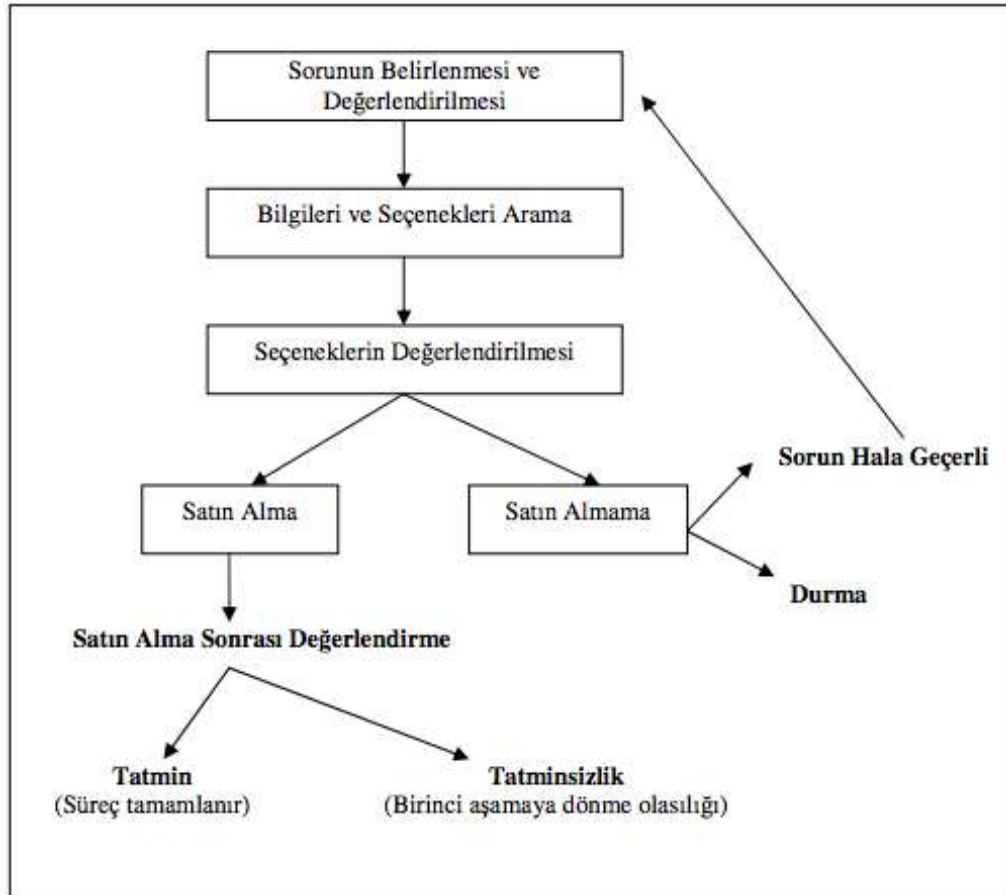 Sorunun Belirlenmesi ve
Değerlendirilmesi
Bilgileri ve Seçenekleri Arama
Seçeneklerin Değerlendirilmesi
Sorun Hala Geçerli
Satın Alma
Satın Almama
Durma
Satın Alma Sonrası Değerlendirme
Tatmin
(Süreç tamamlanır)
Tatminsizlik
(Birinci aşamaya dönme olasılığı)